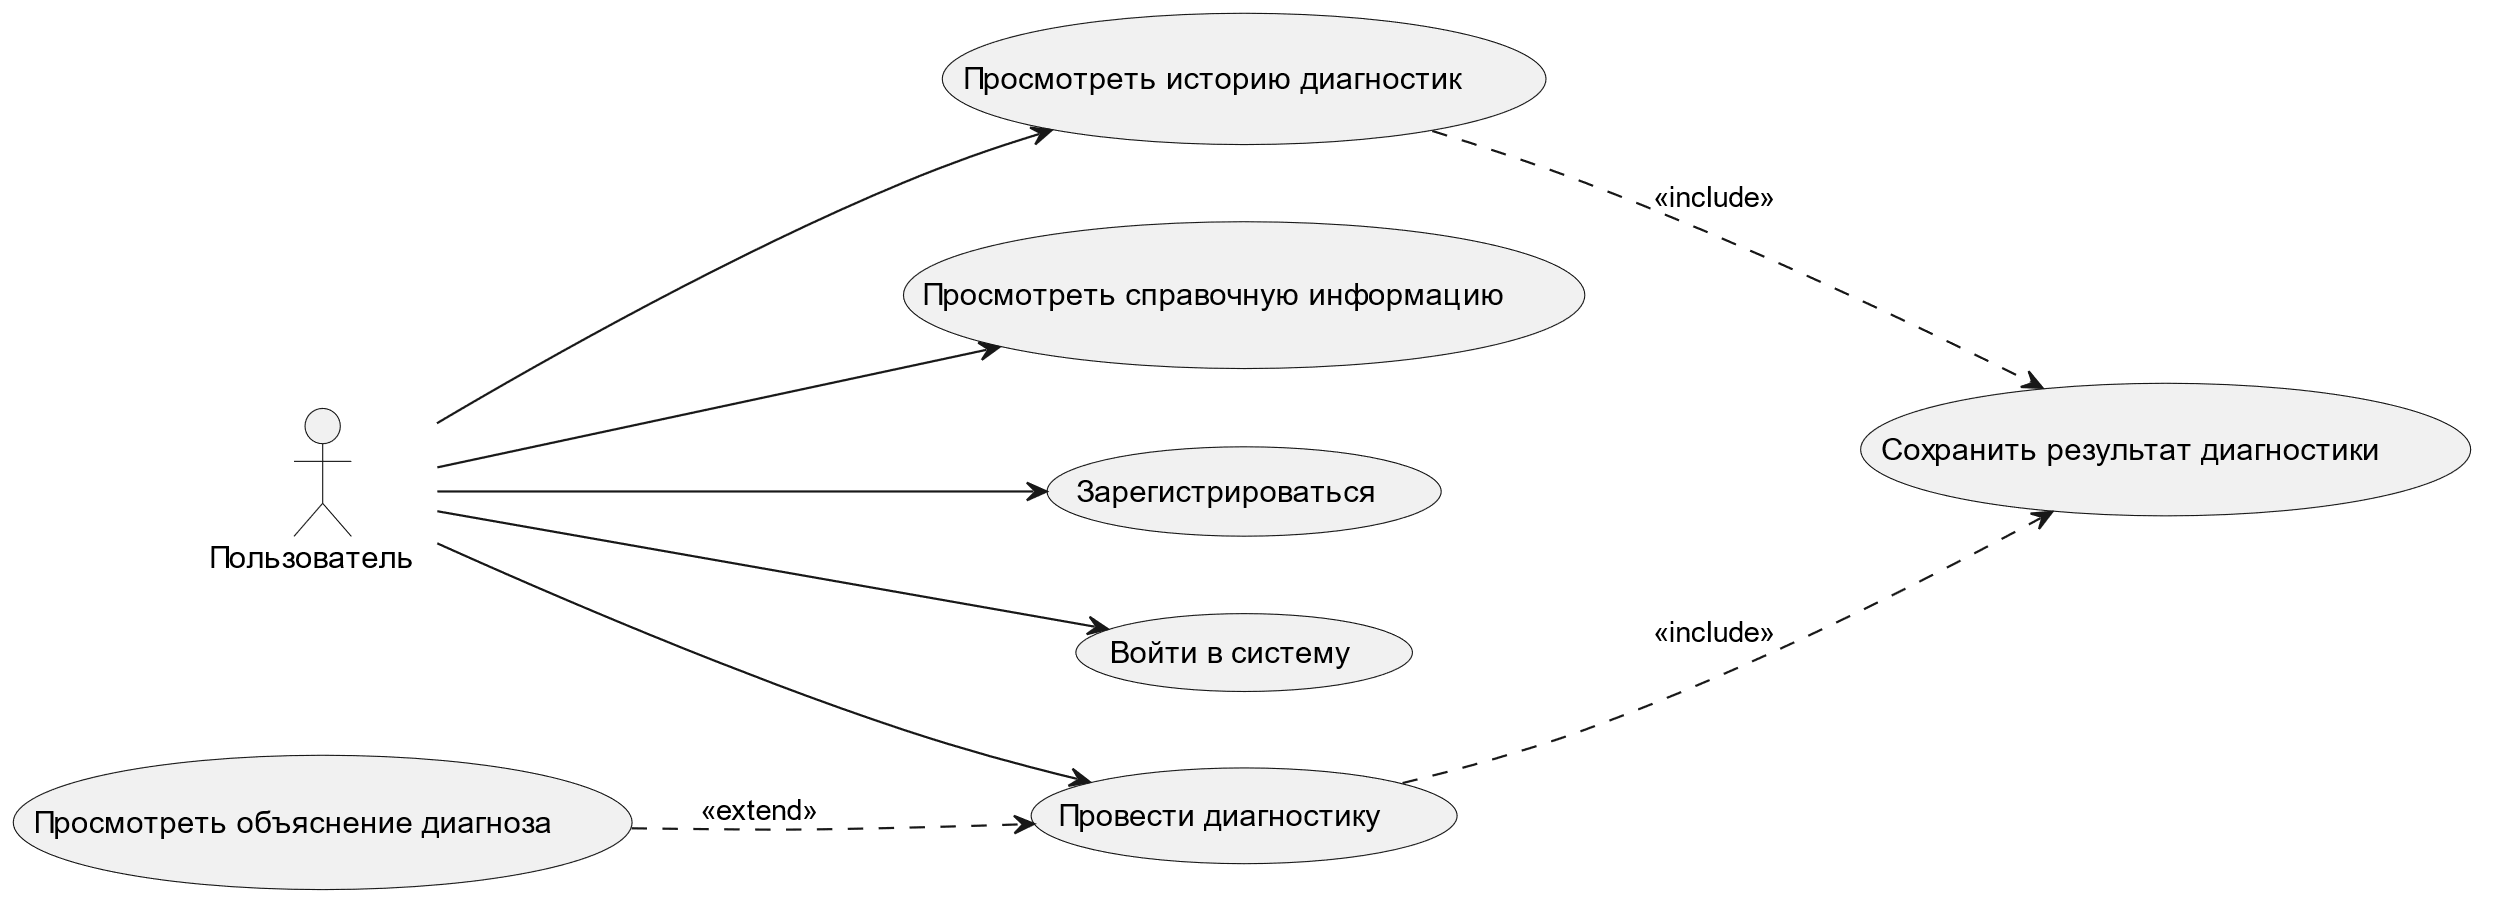 Просмотреть историю диагностик
«include»
Просмотреть справочную информацию
Сохранить результат диагностики
Зарегистрироваться
Пользователь
«include»
Войти в систему
«extend»
Просмотреть объяснение диагноза
Провести диагностику